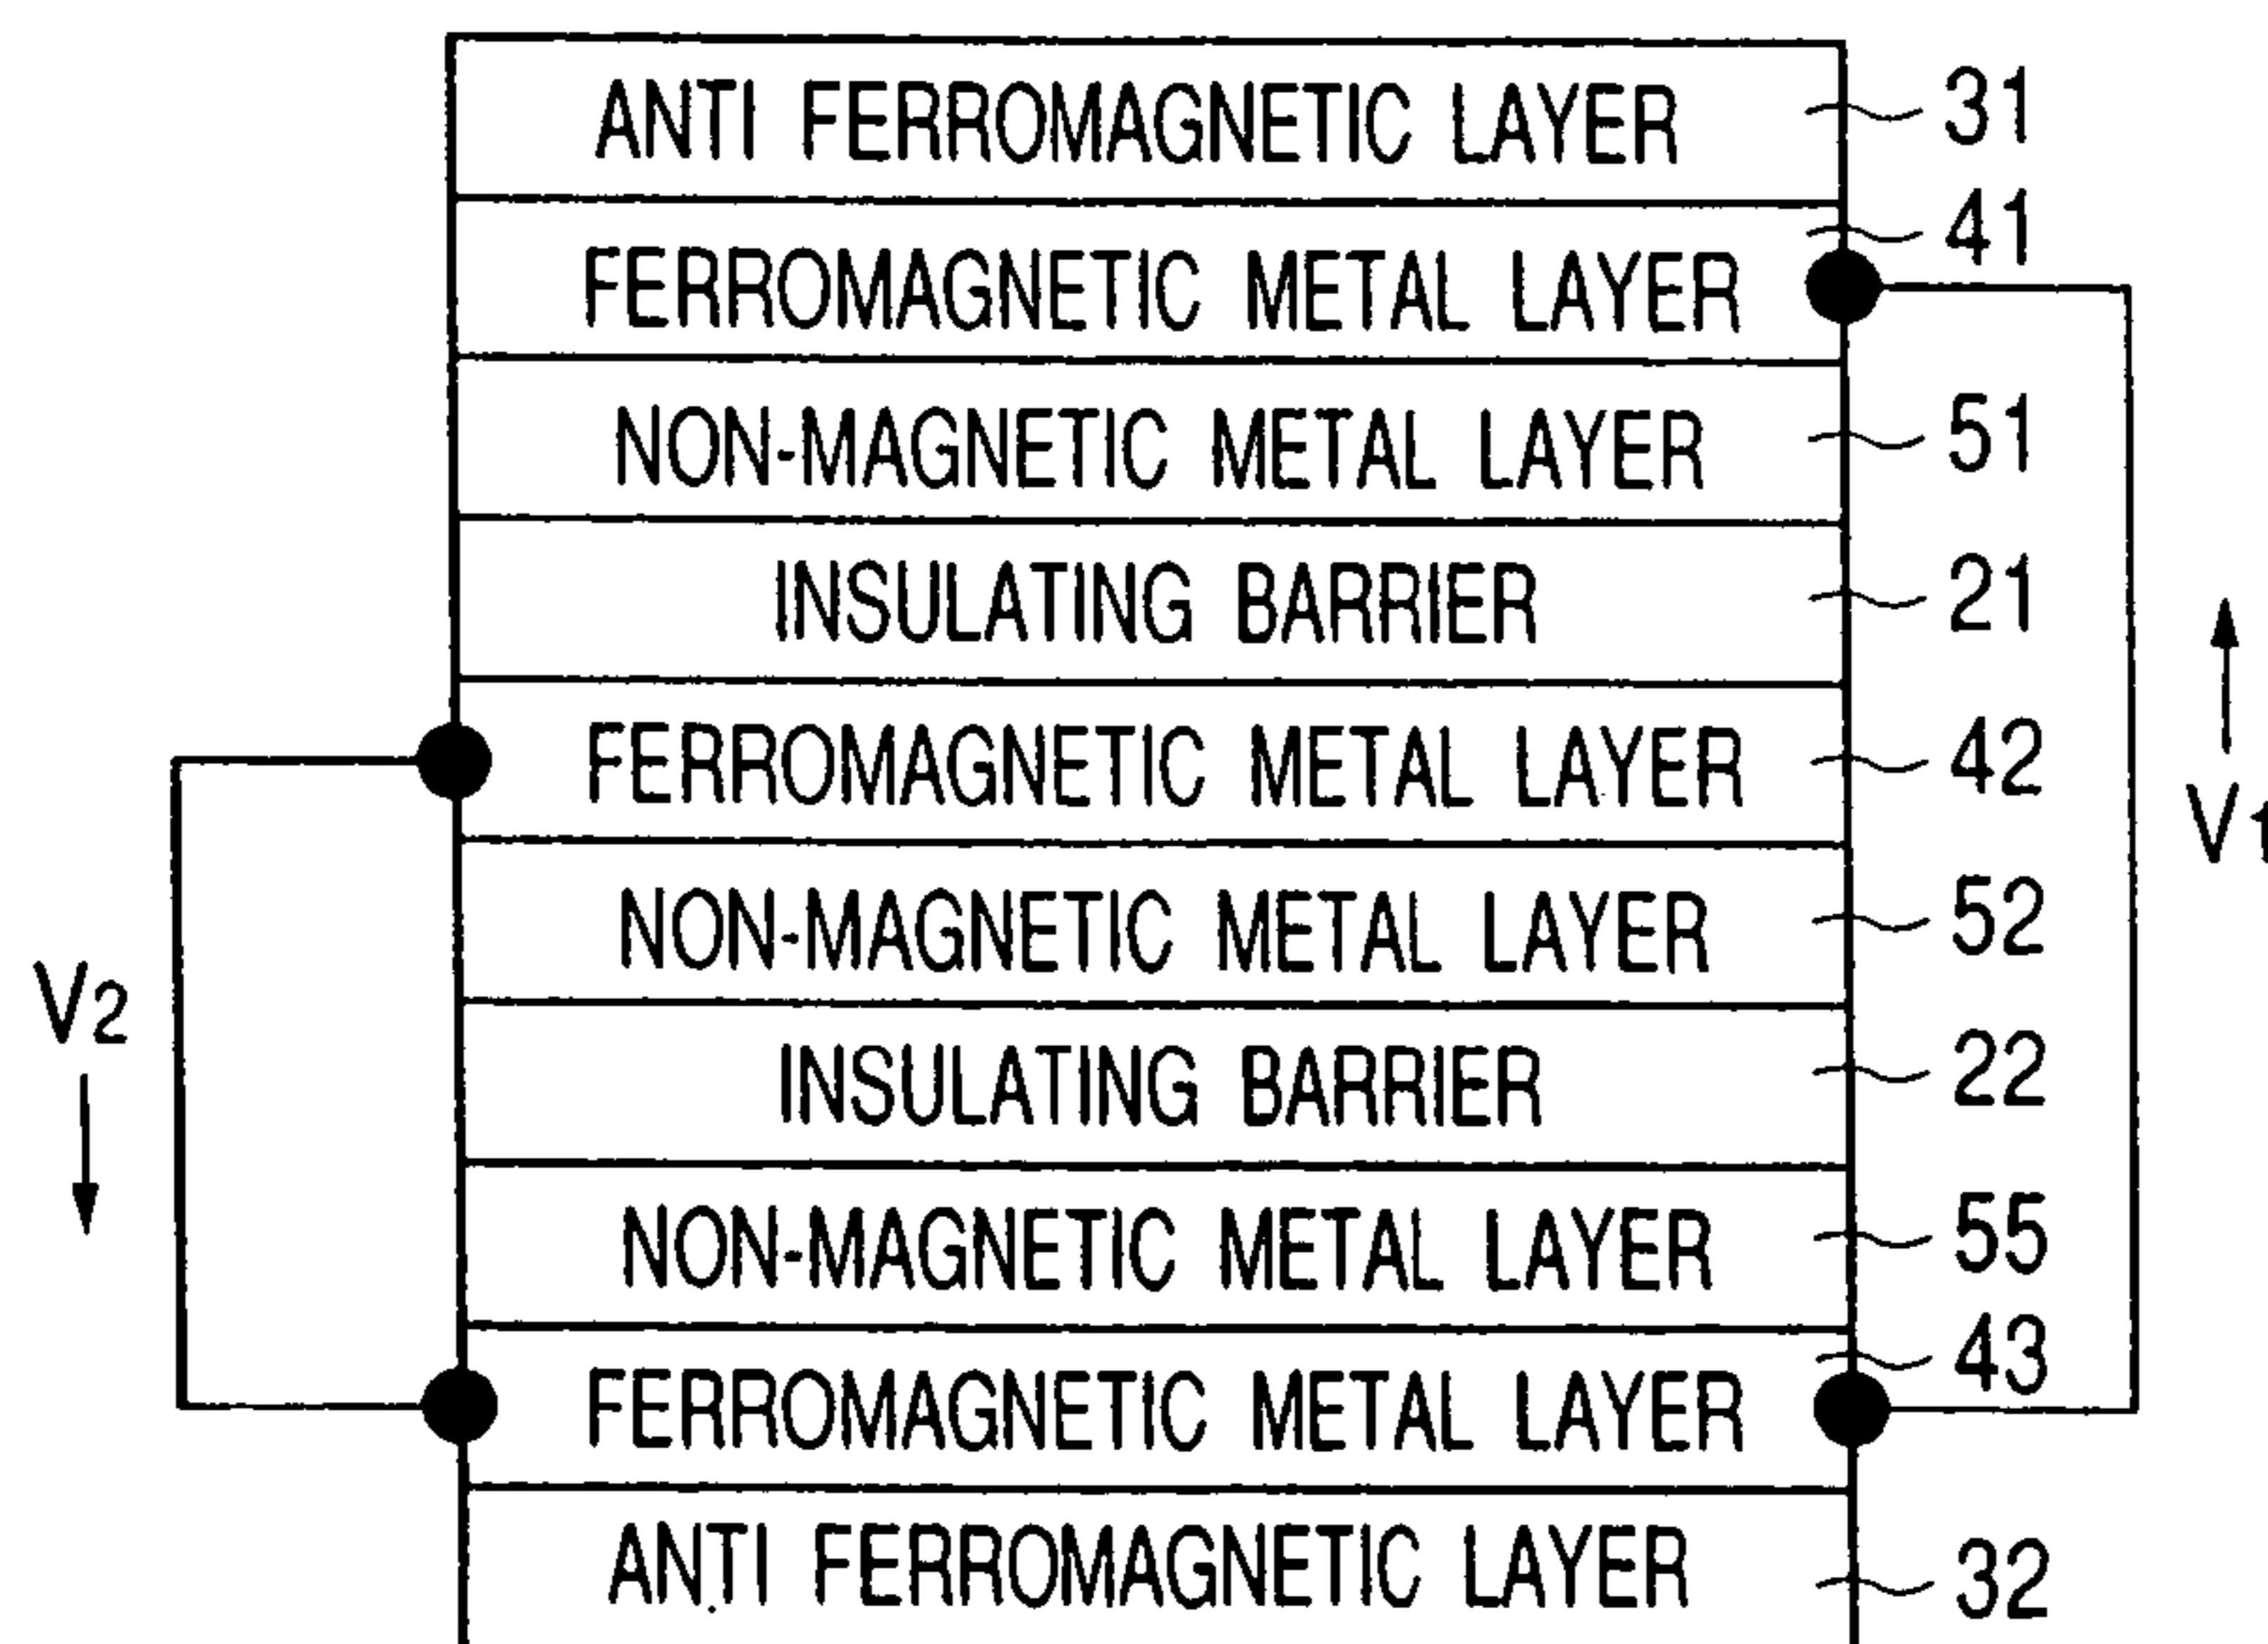 ANTI FERROMAGNETIC LAYER 31
FERROMAGNETIC METAL LAYER 41
NON-MAGNETIC METAL LAYER 51
INSULATING BARRIER 21
FERROMAGNETIC METAL LAYER 42
V1
NON-MAGNETIC METAL LAYER 52
V2
INSULATING BARRIER 22
NON-MAGNETIC METAL LAYER 55
FERROMAGNETIC METAL LAYER 43
ANTI FERROMAGNETIC LAYER 32